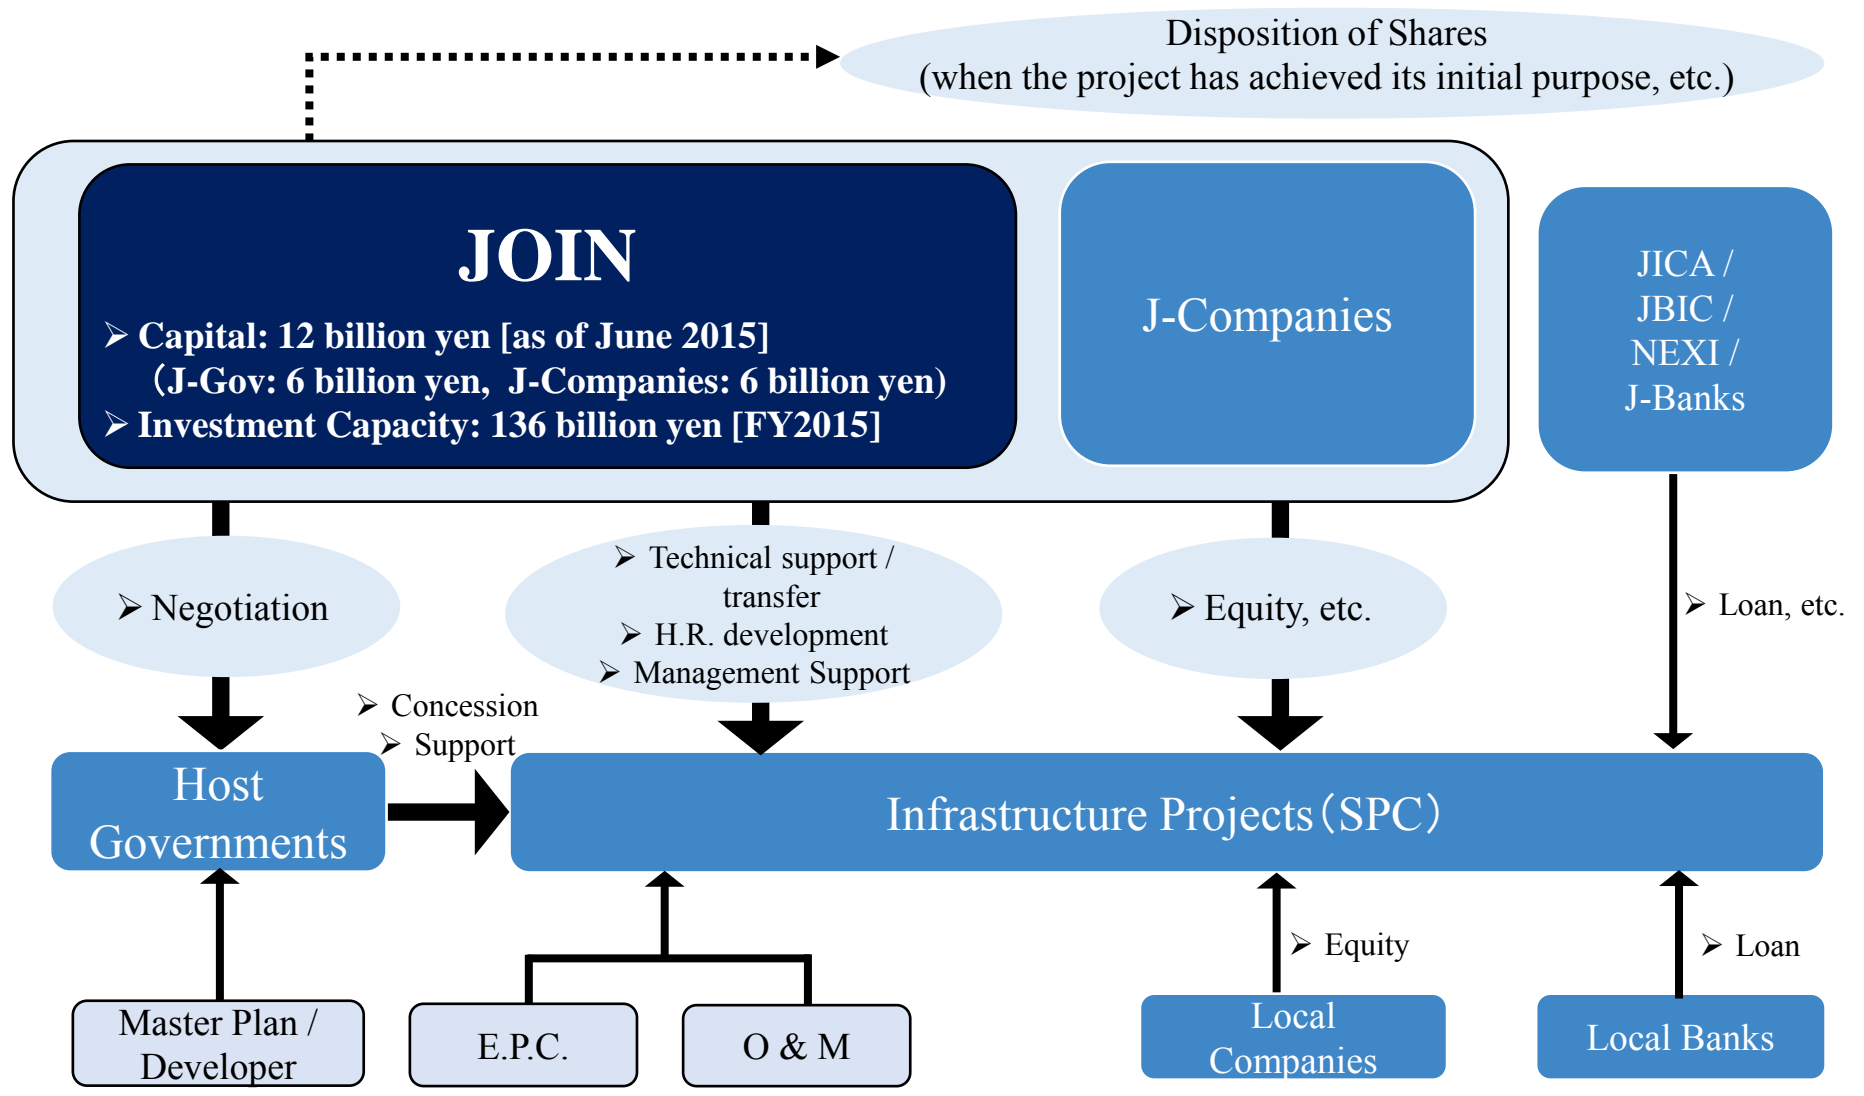 Disposition of Shares
(when the project has achieved its initial purpose, etc.)
JOIN
➢ Capital: 12 billion yen [as of June 2015]
（J-Gov: 6 billion yen, J-Companies: 6 billion yen)
➢ Investment Capacity: 136 billion yen [FY2015]
J-Companies
JICA /
JBIC /
NEXI /
J-Banks
➢ Negotiation
➢ Technical support /
transfer
➢ H.R. development
➢ Management Support
➢ Equity, etc.
➢ Loan, etc.
➢ Concession
➢ Support
Host
Governments
Infrastructure Projects（SPC）
➢ Equity
➢ Loan
Master Plan /
Developer
E.P.C.
O & M
Local
Companies
Local Banks